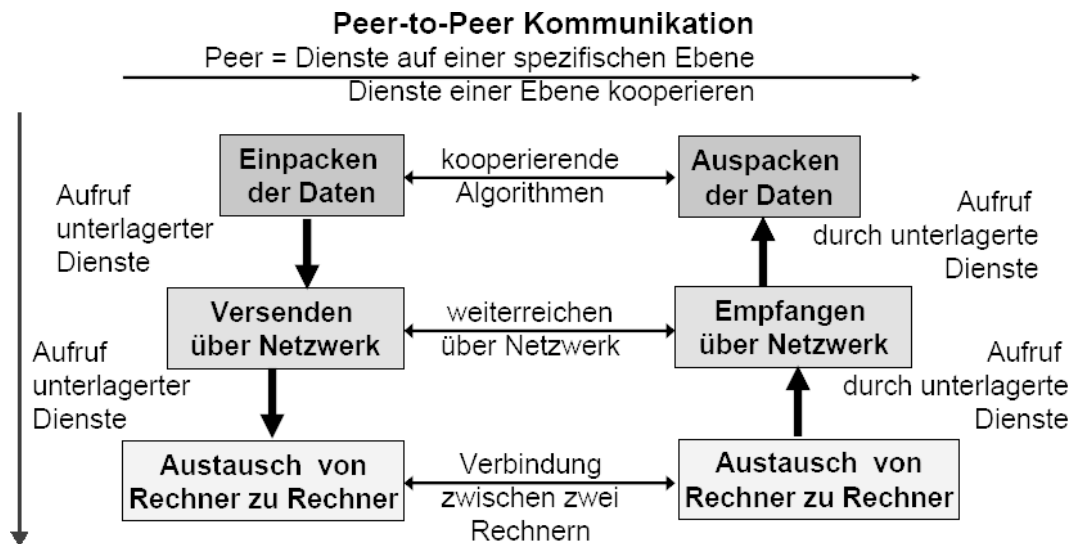 Peer-to-Peer Kommunikation
Peer = Dienste auf einer spezifischen Ebene
Dienste einer Ebene kooperieren
Einpacken
der Daten
kooperierende
Algorithmen
Auspacken
der Daten
Aufruf
unterlagerter
Dienste
Aufruf
durch unterlagerte
Dienste
Versenden
über Netzwerk
weiterreichen
über Netzwerk
Empfangen
über Netzwerk
Aufruf
unterlagerter
Dienste
Aufruf
durch unterlagerte
Dienste
Austausch von
Rechner zu Rechner
Verbindung
zwischen zwei
Rechnern
Austausch von
Rechner zu Rechner